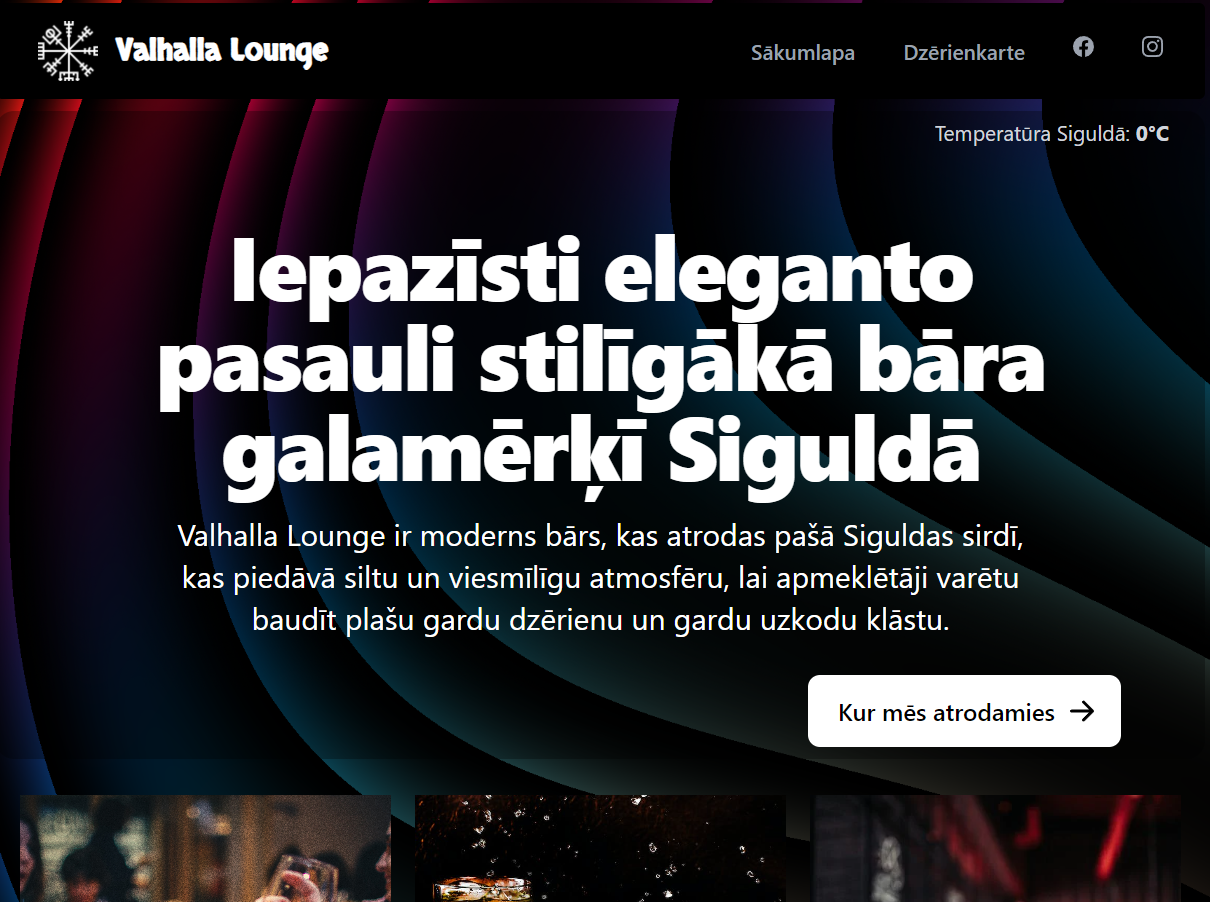 Valhalla Lounge
Sākumlapa
Dzērienkarte
Temperatūra Siguldā: 0°C
Iepazīsti eleganto
pasauli stilīgākā bāra
galamērķī Siguldā
Valhalla Lounge ir moderns bārs, kas atrodas pašā Siguldas sirdī,
kas piedāvā siltu un viesmīlīgu atmosfēru, lai apmeklētāji varētu
baudīt plašu gardu dzērienu un gardu uzkodu klāstu.
Kur mēs atrodamies